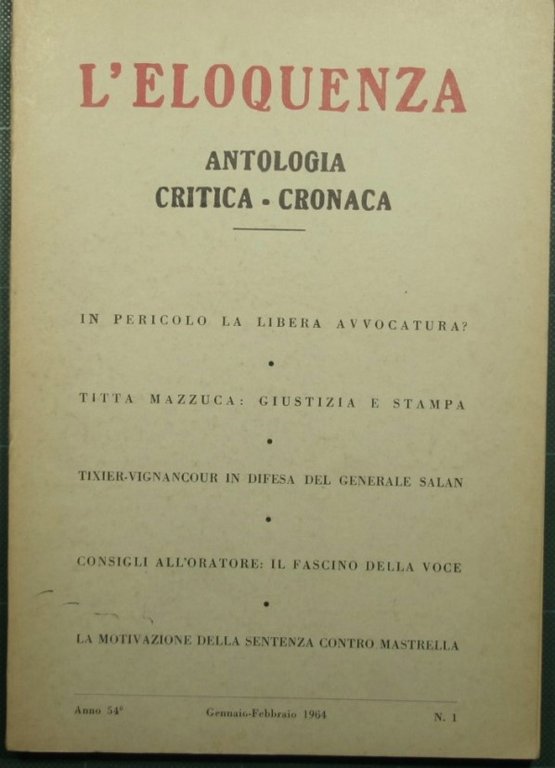 L'ELOQUENZA
ANTOLOGIA
CRITICA - CRONACA
IN PERICOLO LA LIBERA AVVOCATURA?
•
TITTA MAZZUCA: GIUSTIZIA E STAMPA
•
TIXIER-VIGNANCOUR IN DIFESA DEL GENERALE SALAN
•
CONSIGLI ALL'ORATORE: IL FASCINO DELLA VOCE
•
LA MOTIVAZIONE DELLA SENTENZA CONTRO MASTRELLA
Anno 54° Gennaio-Febbraio 1964 N. 1